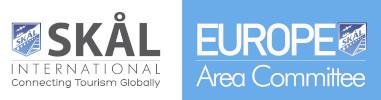 SKÅL
INTERNATIONAL
Connecting Tourism Globally
EUROPE
Area Committee